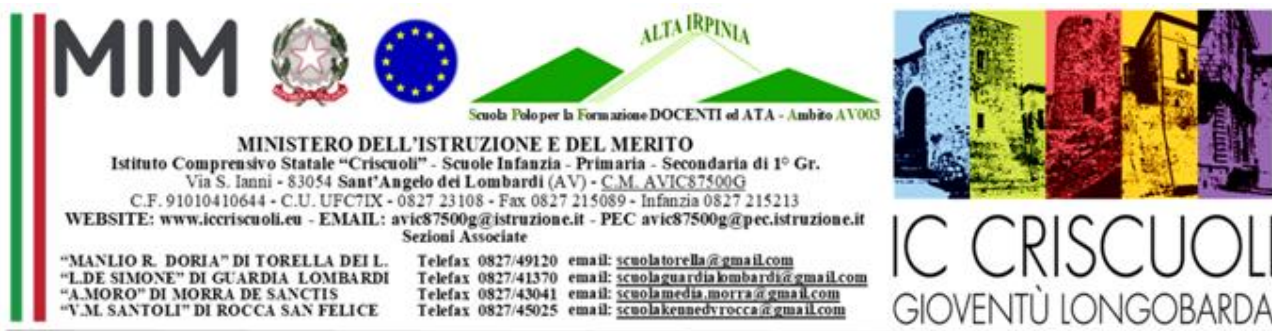 MIM
ALTA IRPINIA
Scuola Polo per la Formazione DOCENTI ed ATA - Ambito AV003
MINISTERO DELL'ISTRUZIONE E DEL MERITO
Istituto Comprensivo Statale “Criscuoli” - Scuole Infanzia - Primaria - Secondaria di 1° Gr.
Via S. Ianni - 83054 Sant'Angelo dei Lombardi (AV) - C.M. AVIC87500G
C.F. 91010410644 - C.U. UFC7IX - 0827 23108 - Fax 0827 215089 - Infanzia 0827 215213
WEBSITE: www.iccriscuoli.eu - EMAIL: avic87500g@istruzione.it - PEC avic87500g@pec.istruzione.it
Sezioni Associate
“MANLIO R. DORIA” DI TORELLA DEI L. Telefax 0827/49120 email: scuolatorella@gmail.com
“L.DE SIMONE” DI GUARDIA LOMBARDI Telefax 0827/41370 email: scuolaguardialombardi@gmail.com
“A.MORO” DI MORRA DE SANCTIS Telefax 0827/43041 email: scuolamedia.morra@gmail.com
“V.M. SANTOLI” DI ROCCA SAN FELICE Telefax 0827/45025 email: scuolakennedyrocca@gmail.com
IC CRISCUOLI
GIOVENTÙ LONGOBARDA